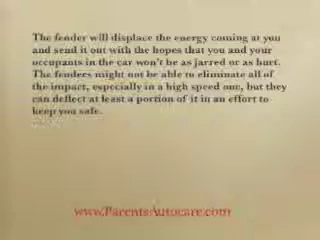 The fender will displace the energy coming at you
and send it out with the hopes that you and your
occupants in the car won't be as jarred or as hurt.
The fenders might not be able to eliminate all of
the impact, especially in a high speed one, but they
can deflect at least a portion of it in an effort to
keep you safe.
www.ParentsAutocare.com